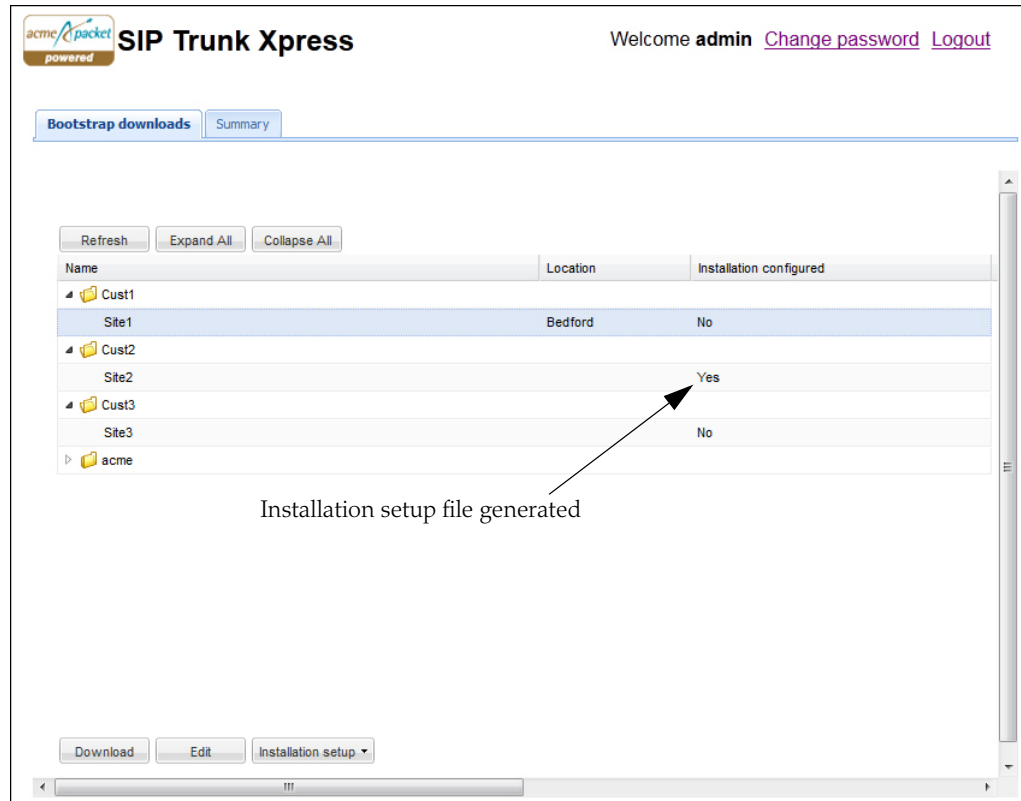 acme packet
powered
SIP Trunk Xpress
Welcome admin Change password Logout
Bootstrap downloads Summary
Refresh Expand All Collapse All
Name Location Installation configured
Cust1
Site1 Bedford No
Cust2
Site2 Yes
Cust3
Site3 No
acme
Installation setup file generated
Download Edit Installation setup